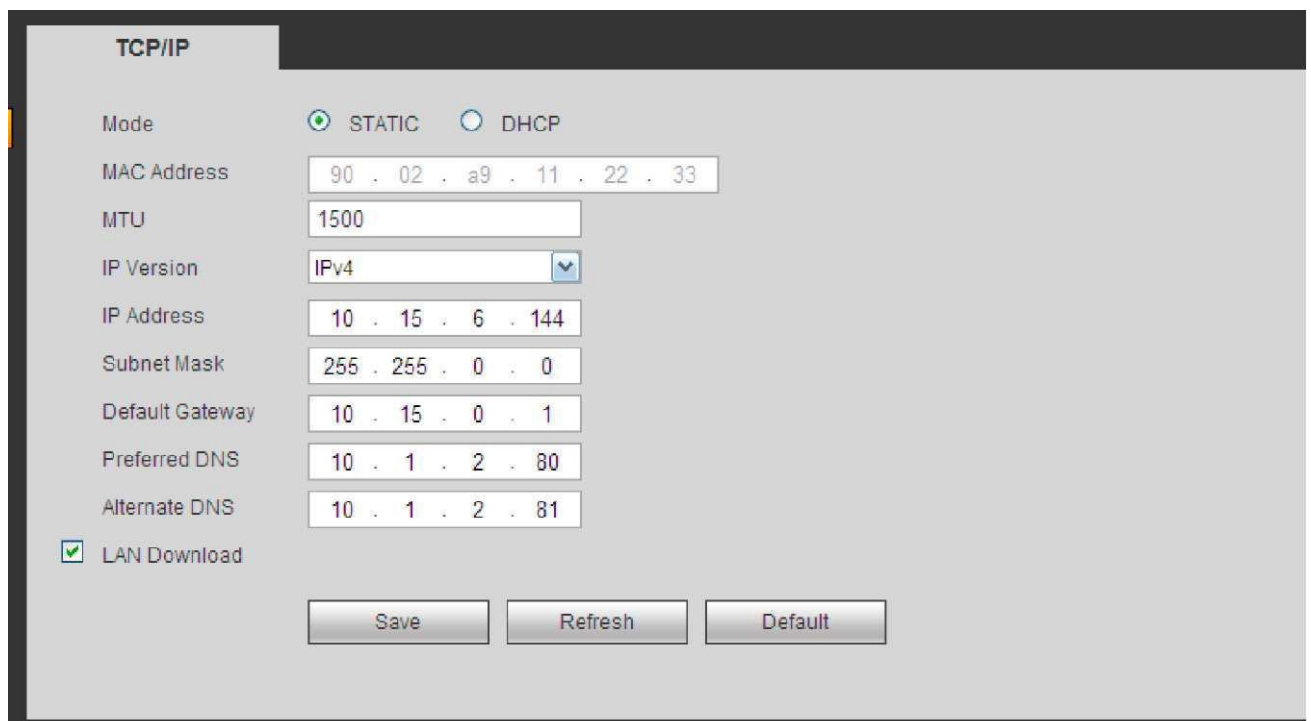 TCP/IP
Mode STATIC DHCP
MAC Address 90 . 02 . a9 . 11 . 22 . 33
MTU 1500
IP Version IPv4
IP Address 10 . 15 . 6 . 144
Subnet Mask 255 . 255 . 0 . 0
Default Gateway 10 . 15 . 0 . 1
Preferred DNS 10 . 1 . 2 . 80
Alternate DNS 10 . 1 . 2 . 81
LAN Download
Save Refresh Default